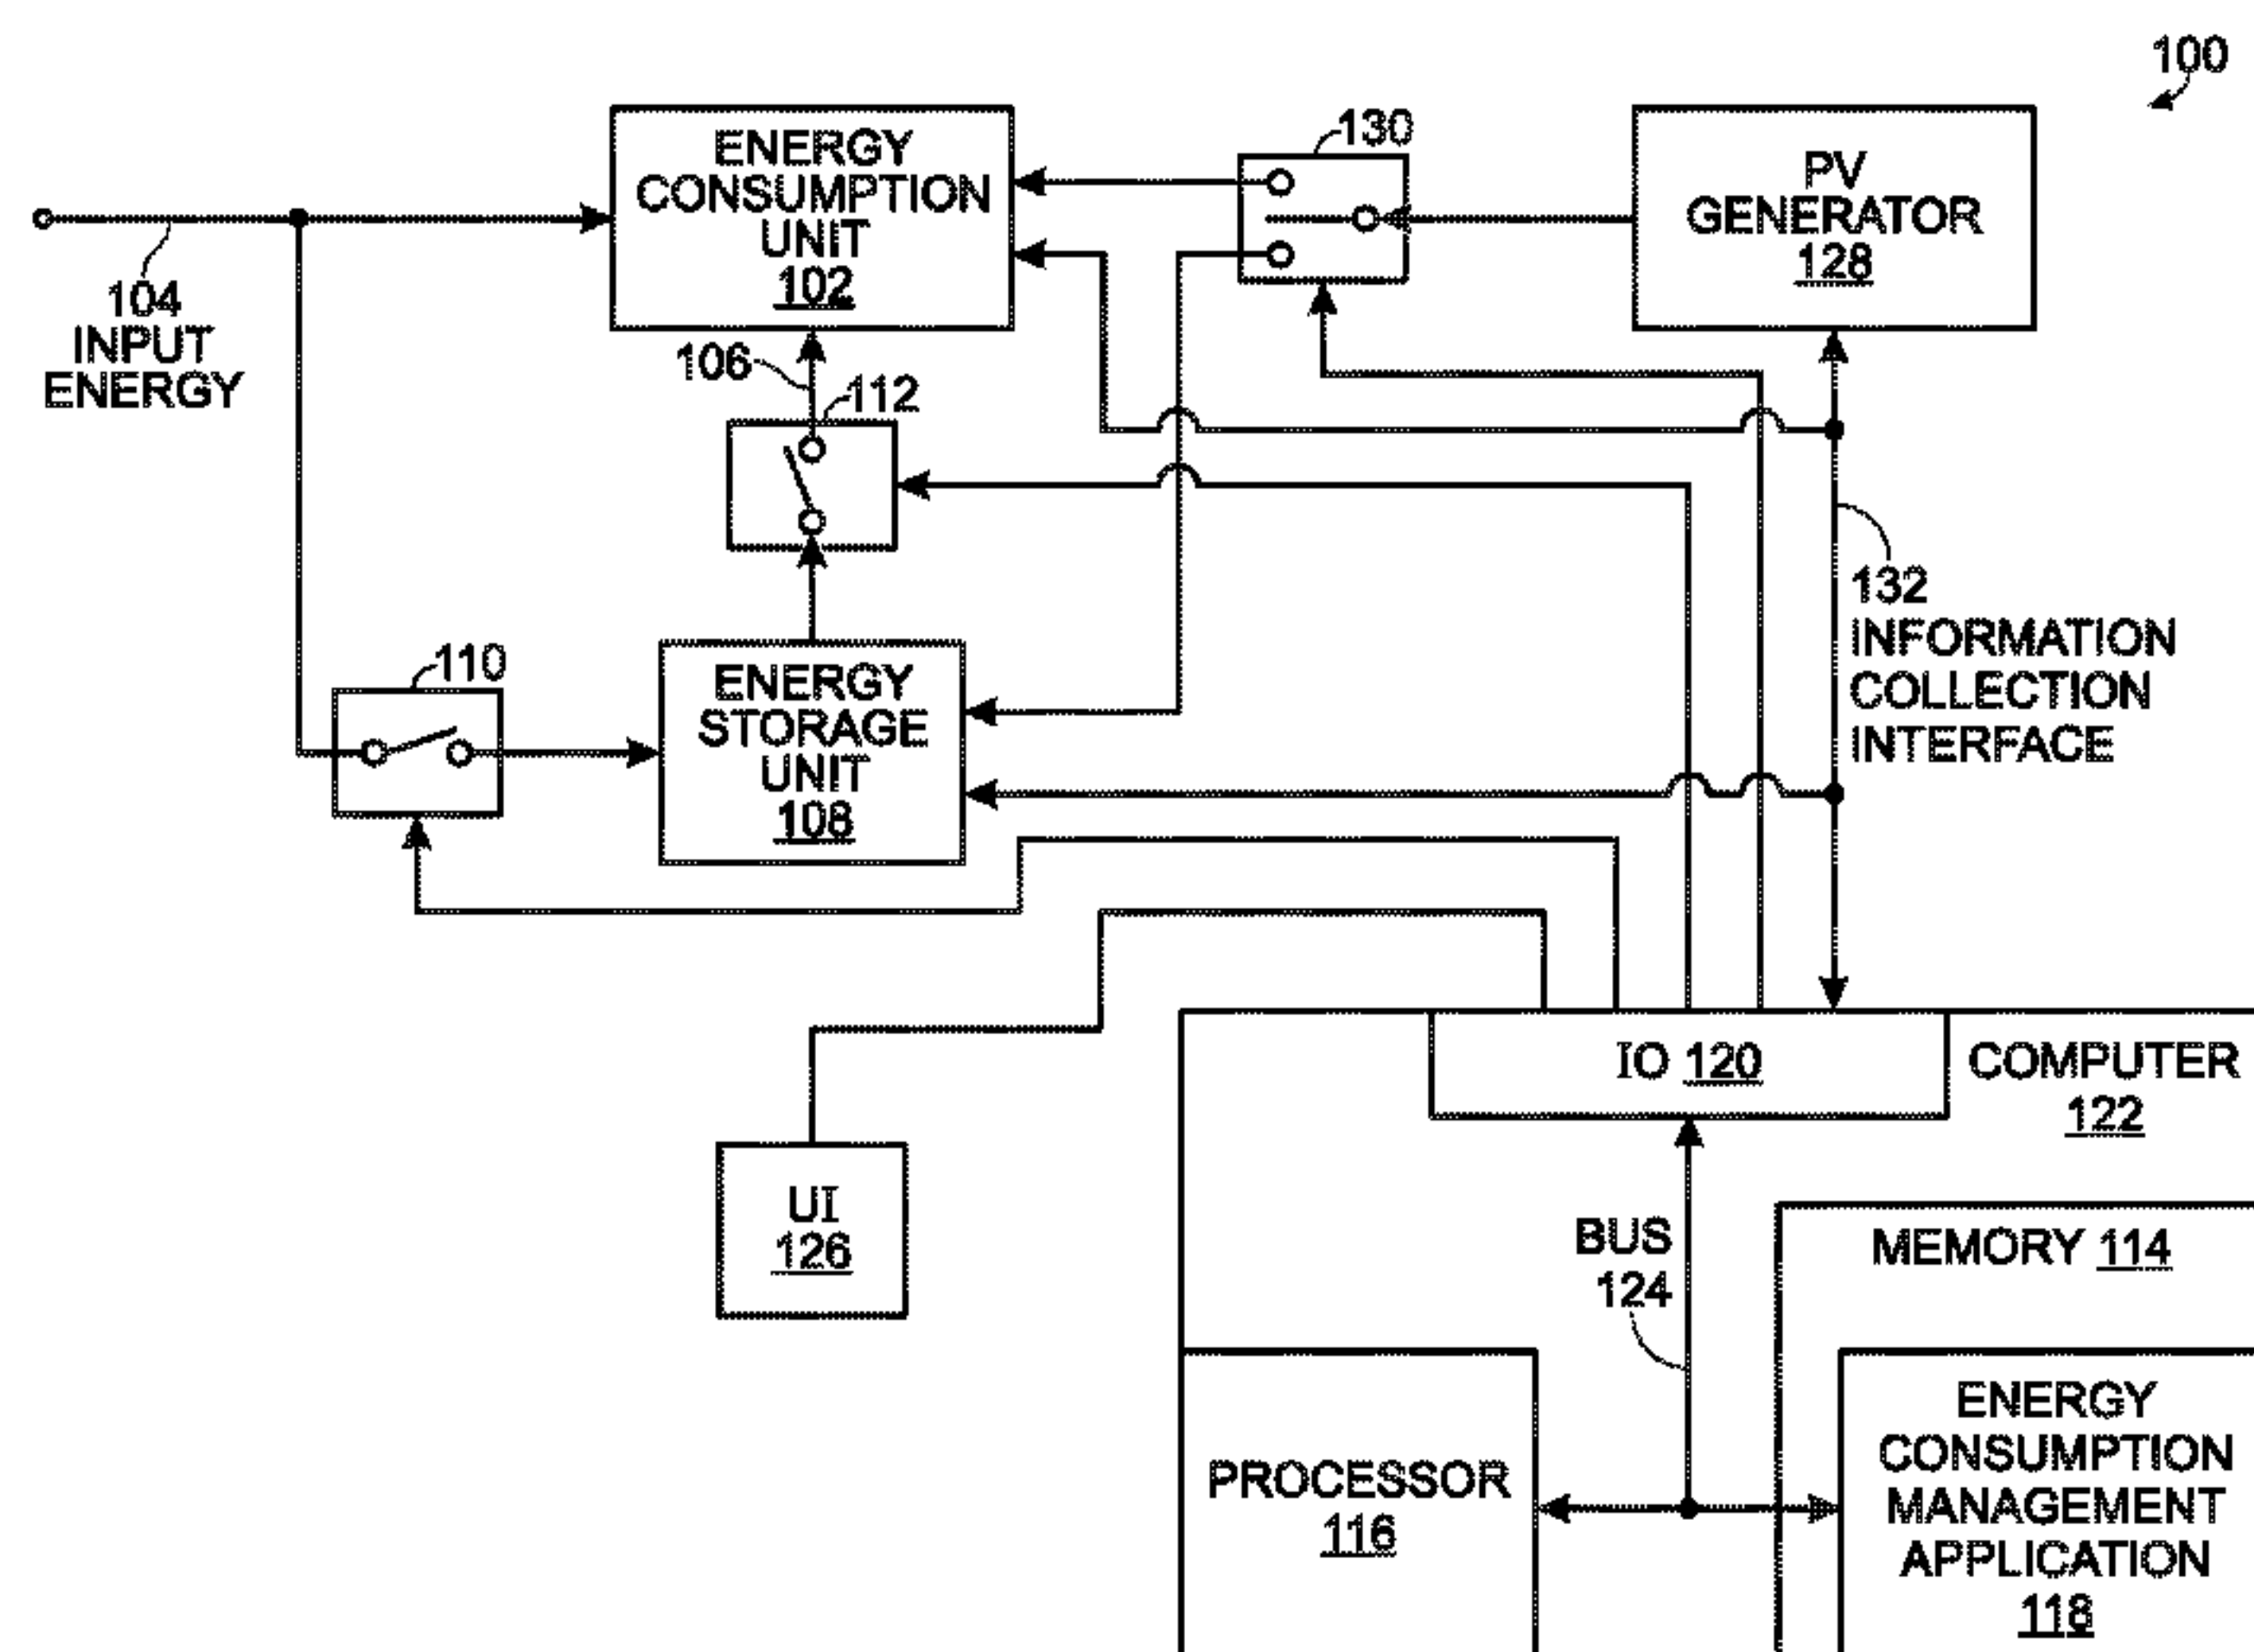 100
ENERGY
CONSUMPTION
UNIT
102
130
PV
GENERATOR
128
104
INPUT
ENERGY
106
112
132
INFORMATION
COLLECTION
INTERFACE
110
ENERGY
STORAGE
UNIT
108
IO 120
COMPUTER
122
UI
126
BUS
124
MEMORY 114
PROCESSOR
116
ENERGY
CONSUMPTION
MANAGEMENT
APPLICATION
118